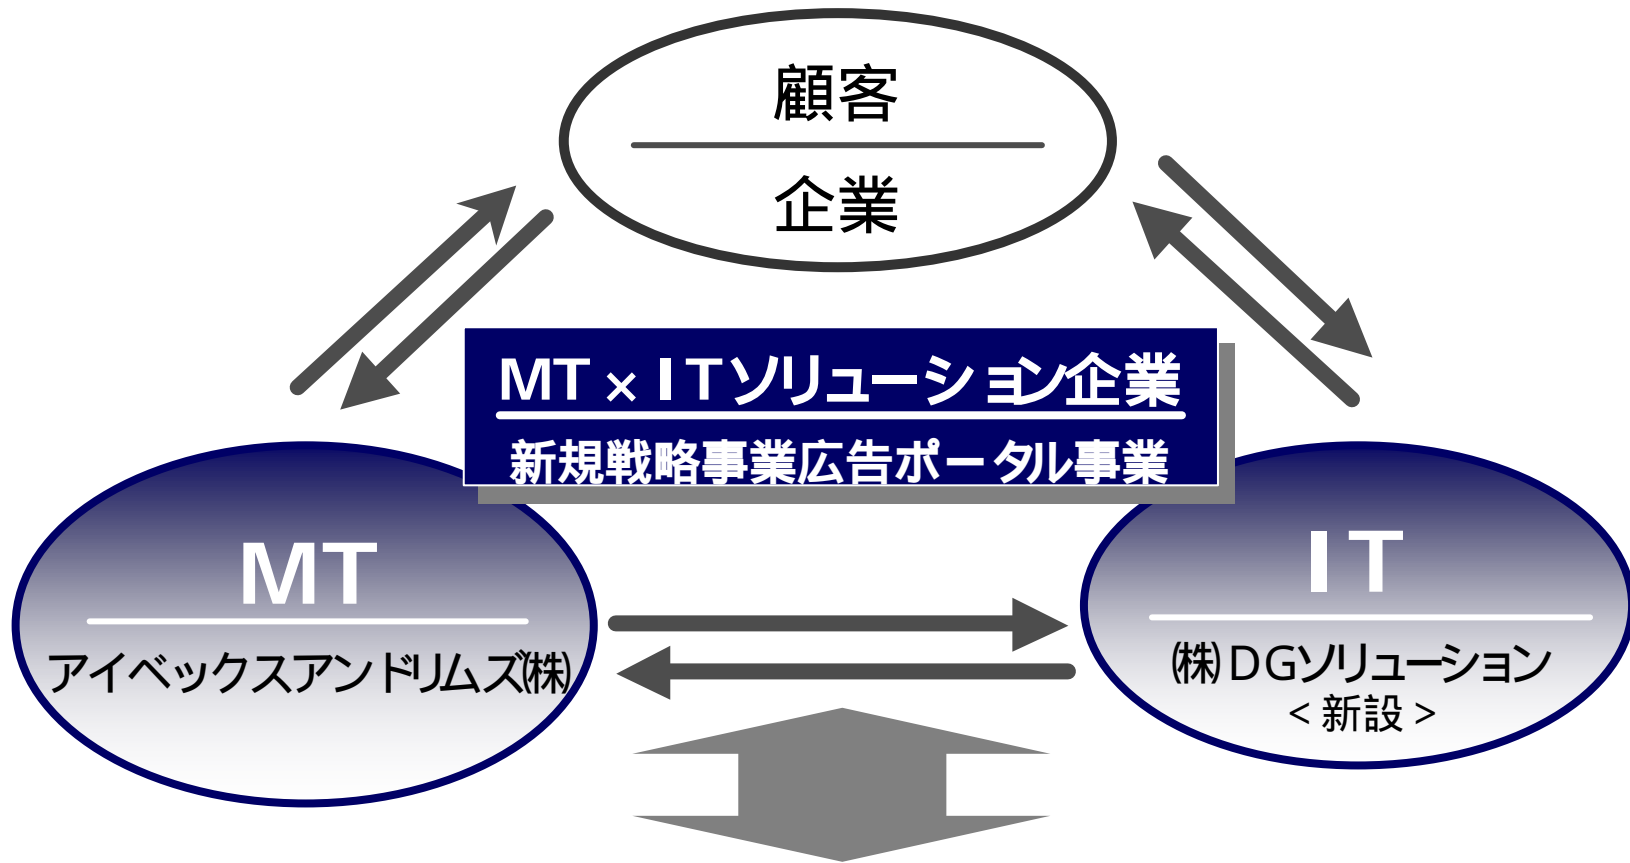 顧客
企業
MT×ITソリューション企業
新規戦略事業広告ポータル事業
MT
アイベックスアンドリムズ㈱
IT
㈱DGソリューション
<新設>